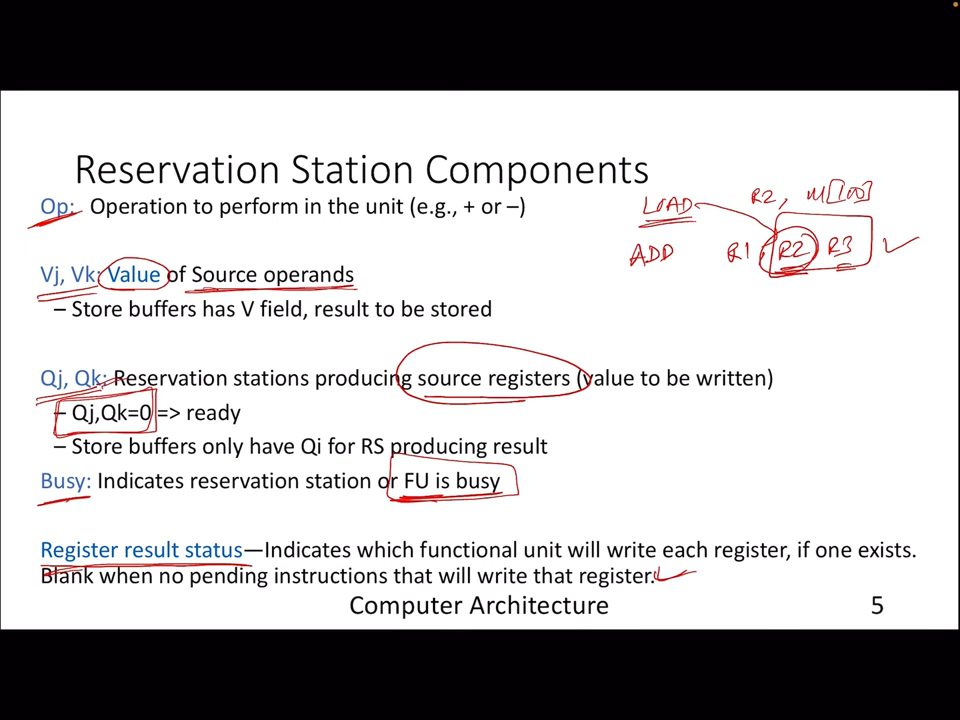 Reservation Station Components
Op: Operation to perform in the unit (e.g., + or –)
LOAD R2, M[100]
ADD R1, R2 R3
Vj, Vk: Value of Source operands
– Store buffers has V field, result to be stored
Qj, Qk: Reservation stations producing source registers (value to be written)
– Qj,Qk=0 => ready
– Store buffers only have Qi for RS producing result
Busy: Indicates reservation station or FU is busy
Register result status—Indicates which functional unit will write each register, if one exists.
Blank when no pending instructions that will write that register.
Computer Architecture 5